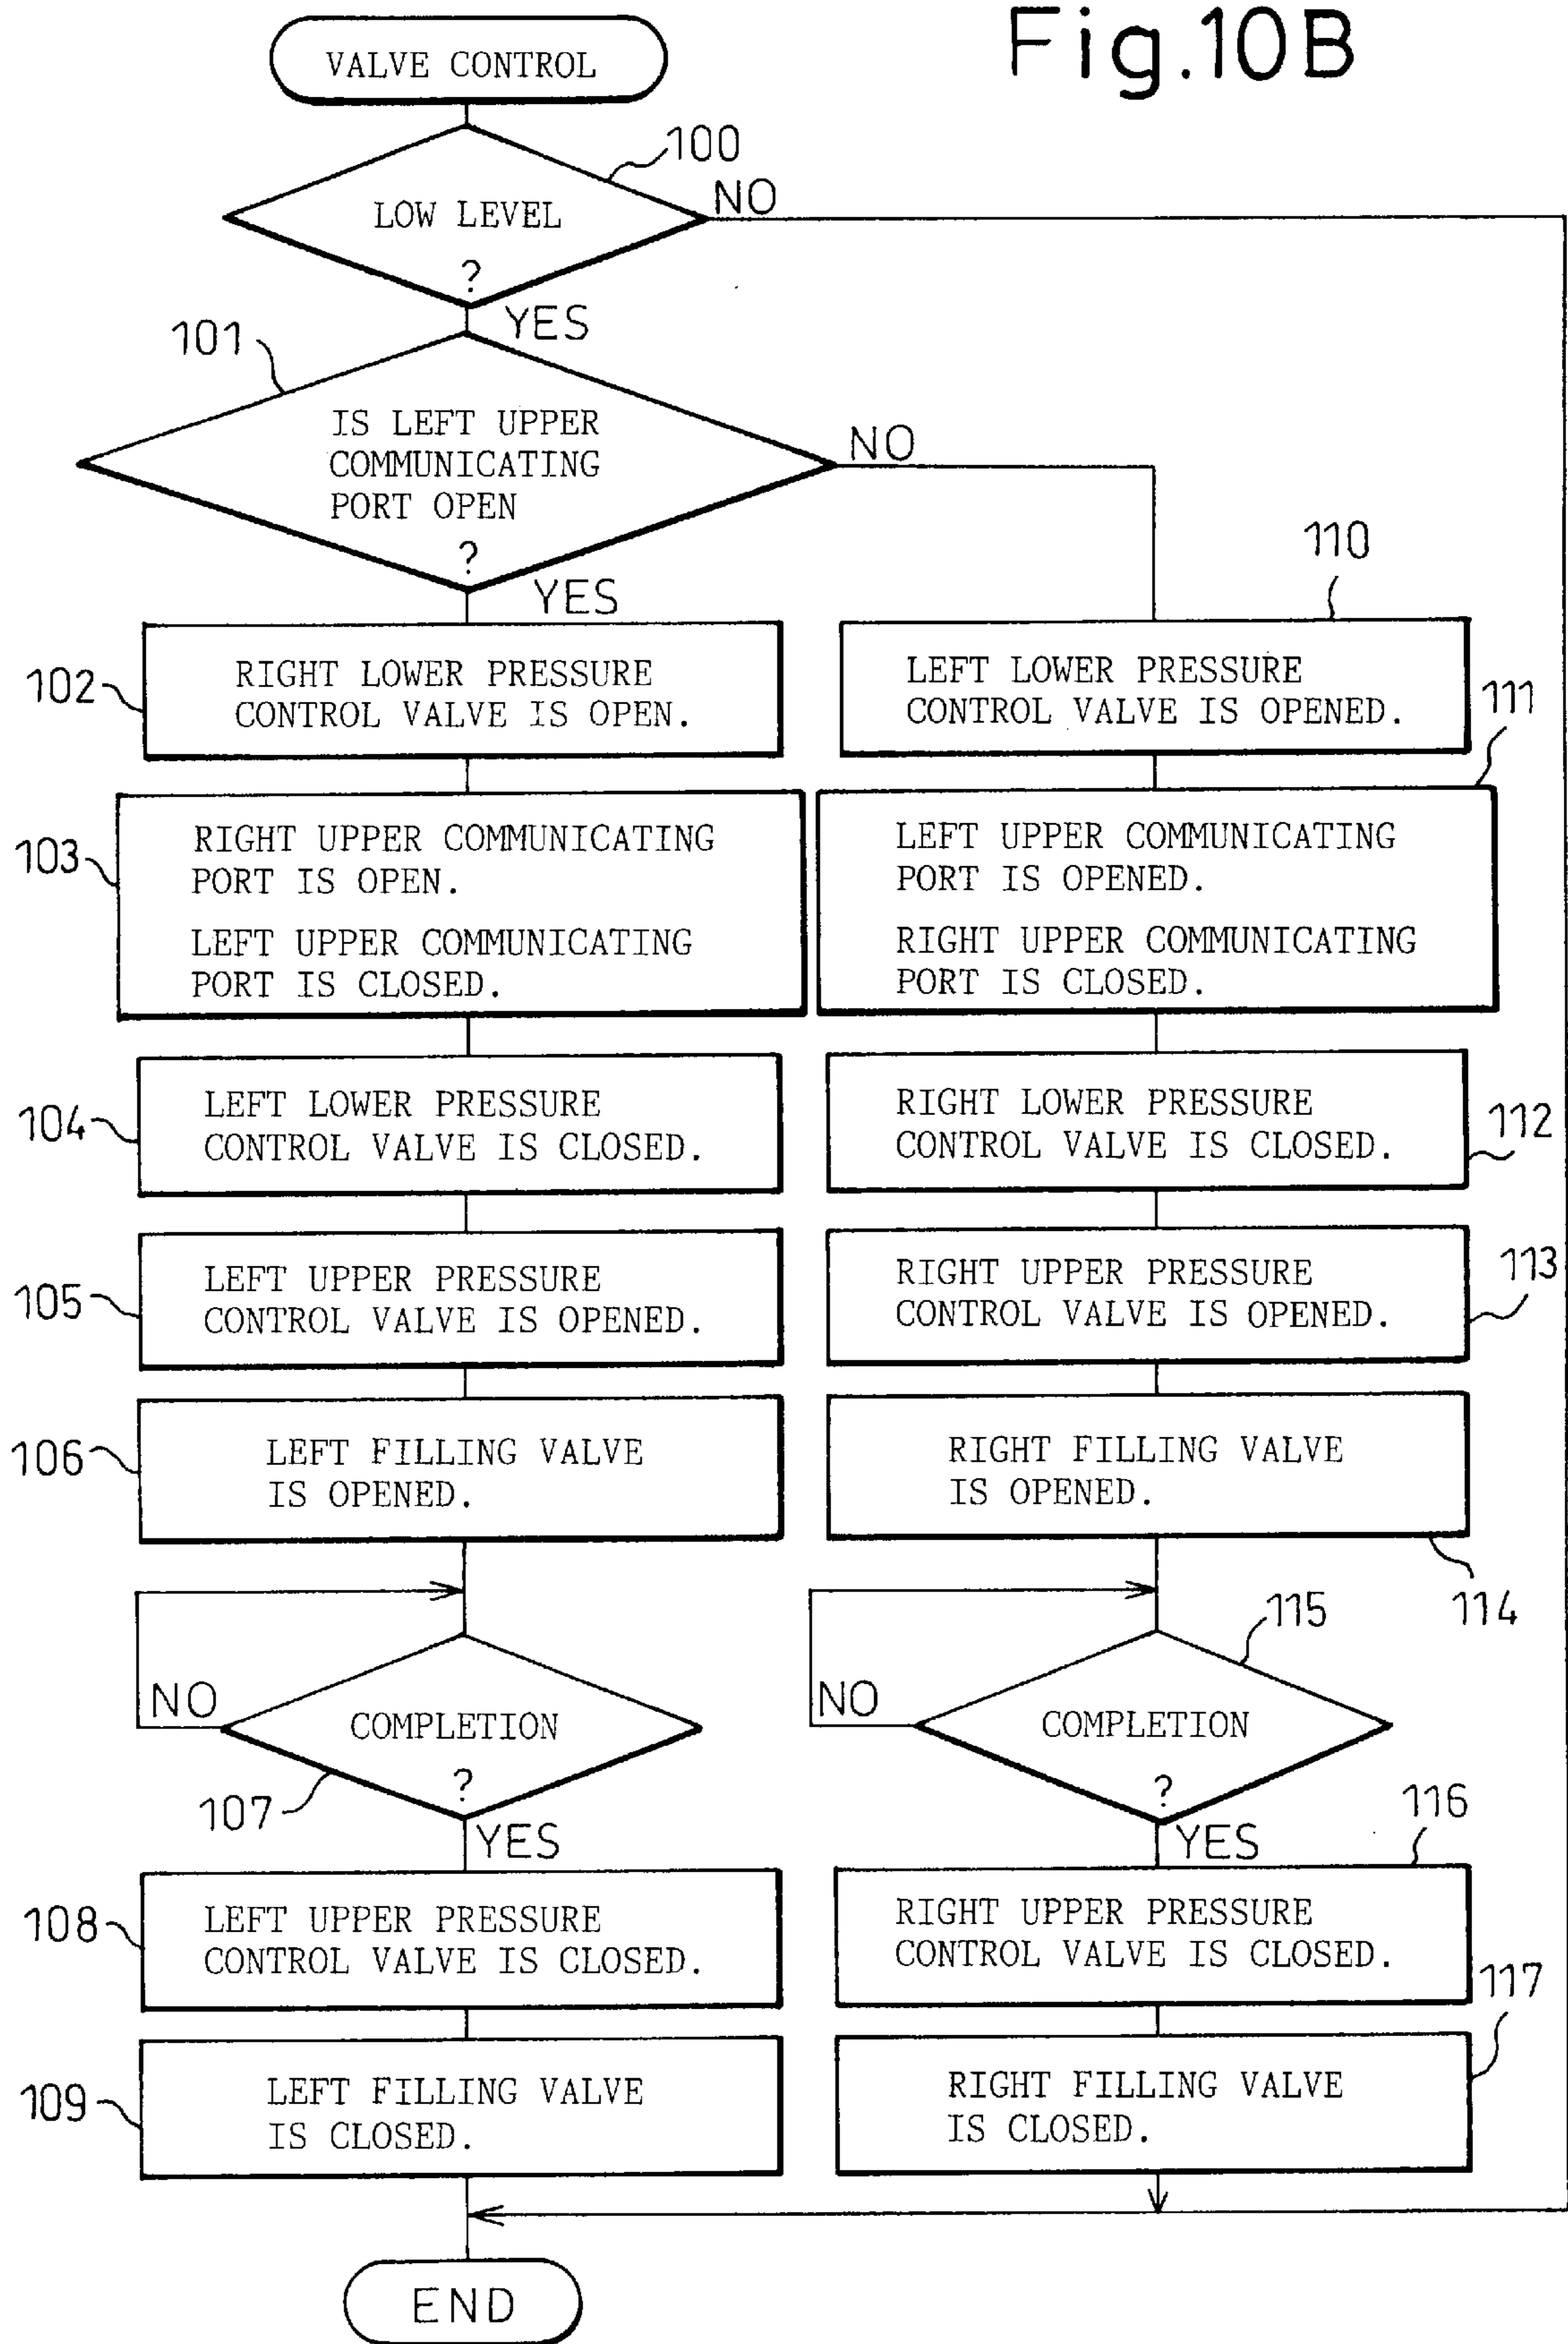 Fig.10B
VALVE CONTROL
100
LOW LEVEL
?
NO
YES
101
IS LEFT UPPER
COMMUNICATING
PORT OPEN
?
NO
YES
102
RIGHT LOWER PRESSURE
CONTROL VALVE IS OPEN.
103
RIGHT UPPER COMMUNICATING
PORT IS OPEN.
LEFT UPPER COMMUNICATING
PORT IS CLOSED.
104
LEFT LOWER PRESSURE
CONTROL VALVE IS CLOSED.
105
LEFT UPPER PRESSURE
CONTROL VALVE IS OPENED.
106
LEFT FILLING VALVE
IS OPENED.
NO
COMPLETION
?
107
YES
108
LEFT UPPER PRESSURE
CONTROL VALVE IS CLOSED.
109
LEFT FILLING VALVE
IS CLOSED.
110
LEFT LOWER PRESSURE
CONTROL VALVE IS OPENED.
111
LEFT UPPER COMMUNICATING
PORT IS OPENED.
RIGHT UPPER COMMUNICATING
PORT IS CLOSED.
RIGHT LOWER PRESSURE
CONTROL VALVE IS CLOSED.
112
RIGHT UPPER PRESSURE
CONTROL VALVE IS OPENED.
113
RIGHT FILLING VALVE
IS OPENED.
114
115
NO
COMPLETION
?
YES
116
RIGHT UPPER PRESSURE
CONTROL VALVE IS CLOSED.
117
RIGHT FILLING VALVE
IS CLOSED.
END